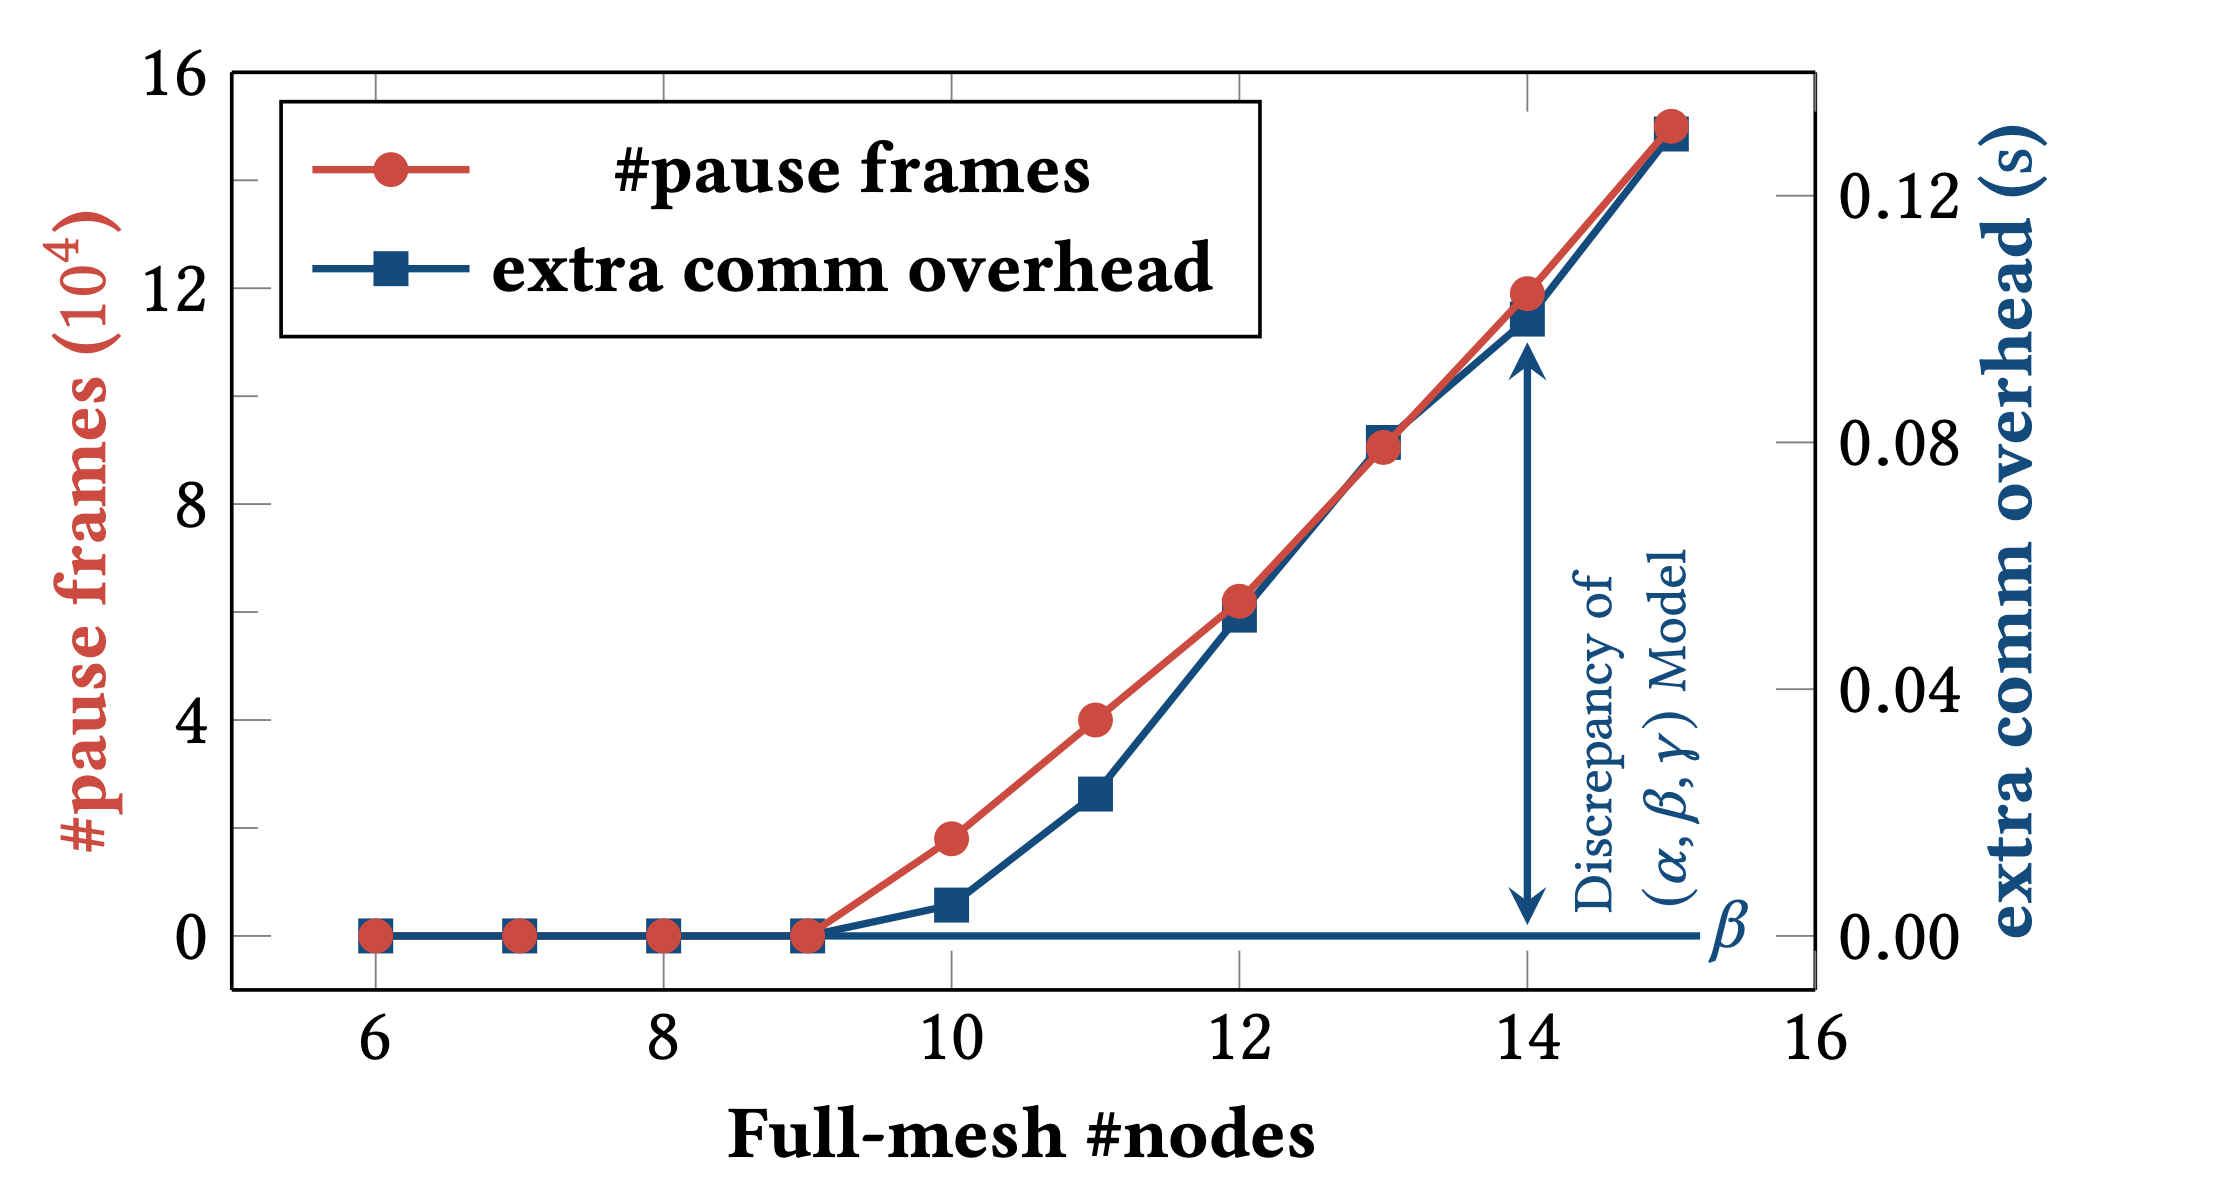 #pause frames
extra comm overhead
#pause frames (10⁴)
16
12
8
4
0
0.12
0.08
0.04
0.00
extra comm overhead (s)
Discrepancy of
(α, β, γ) Model
β
6 8 10 12 14 16
Full-mesh #nodes